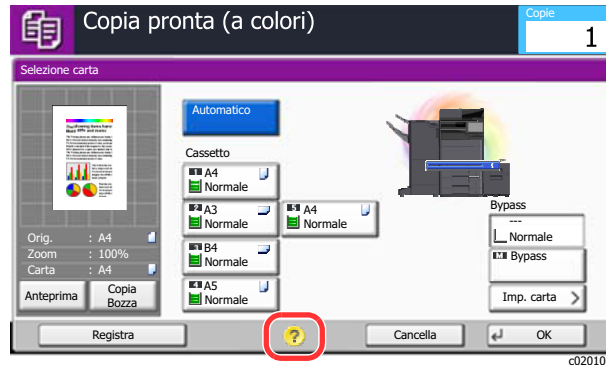 Copia pronta (a colori)
Copie
1
Selezione carta
Automatico
Cassetto
1 A4
Normale
2 A3
Normale
5 A4
Normale
3 B4
Normale
4 A5
Normale
Bypass
---
Normale
M Bypass
Imp. carta
Orig. : A4
Zoom : 100%
Carta : A4
Anteprima
Copia
Bozza
Registra
?
Cancella
OK
c02010